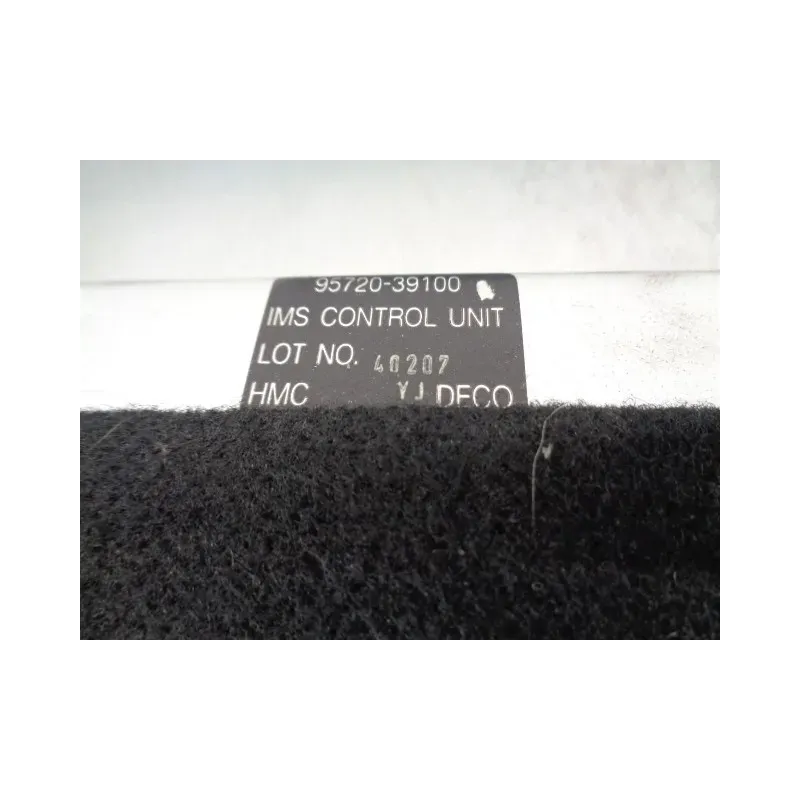 95720-39100
IMS CONTROL UNIT
LOT NO. 40207
HMC YJ DECO